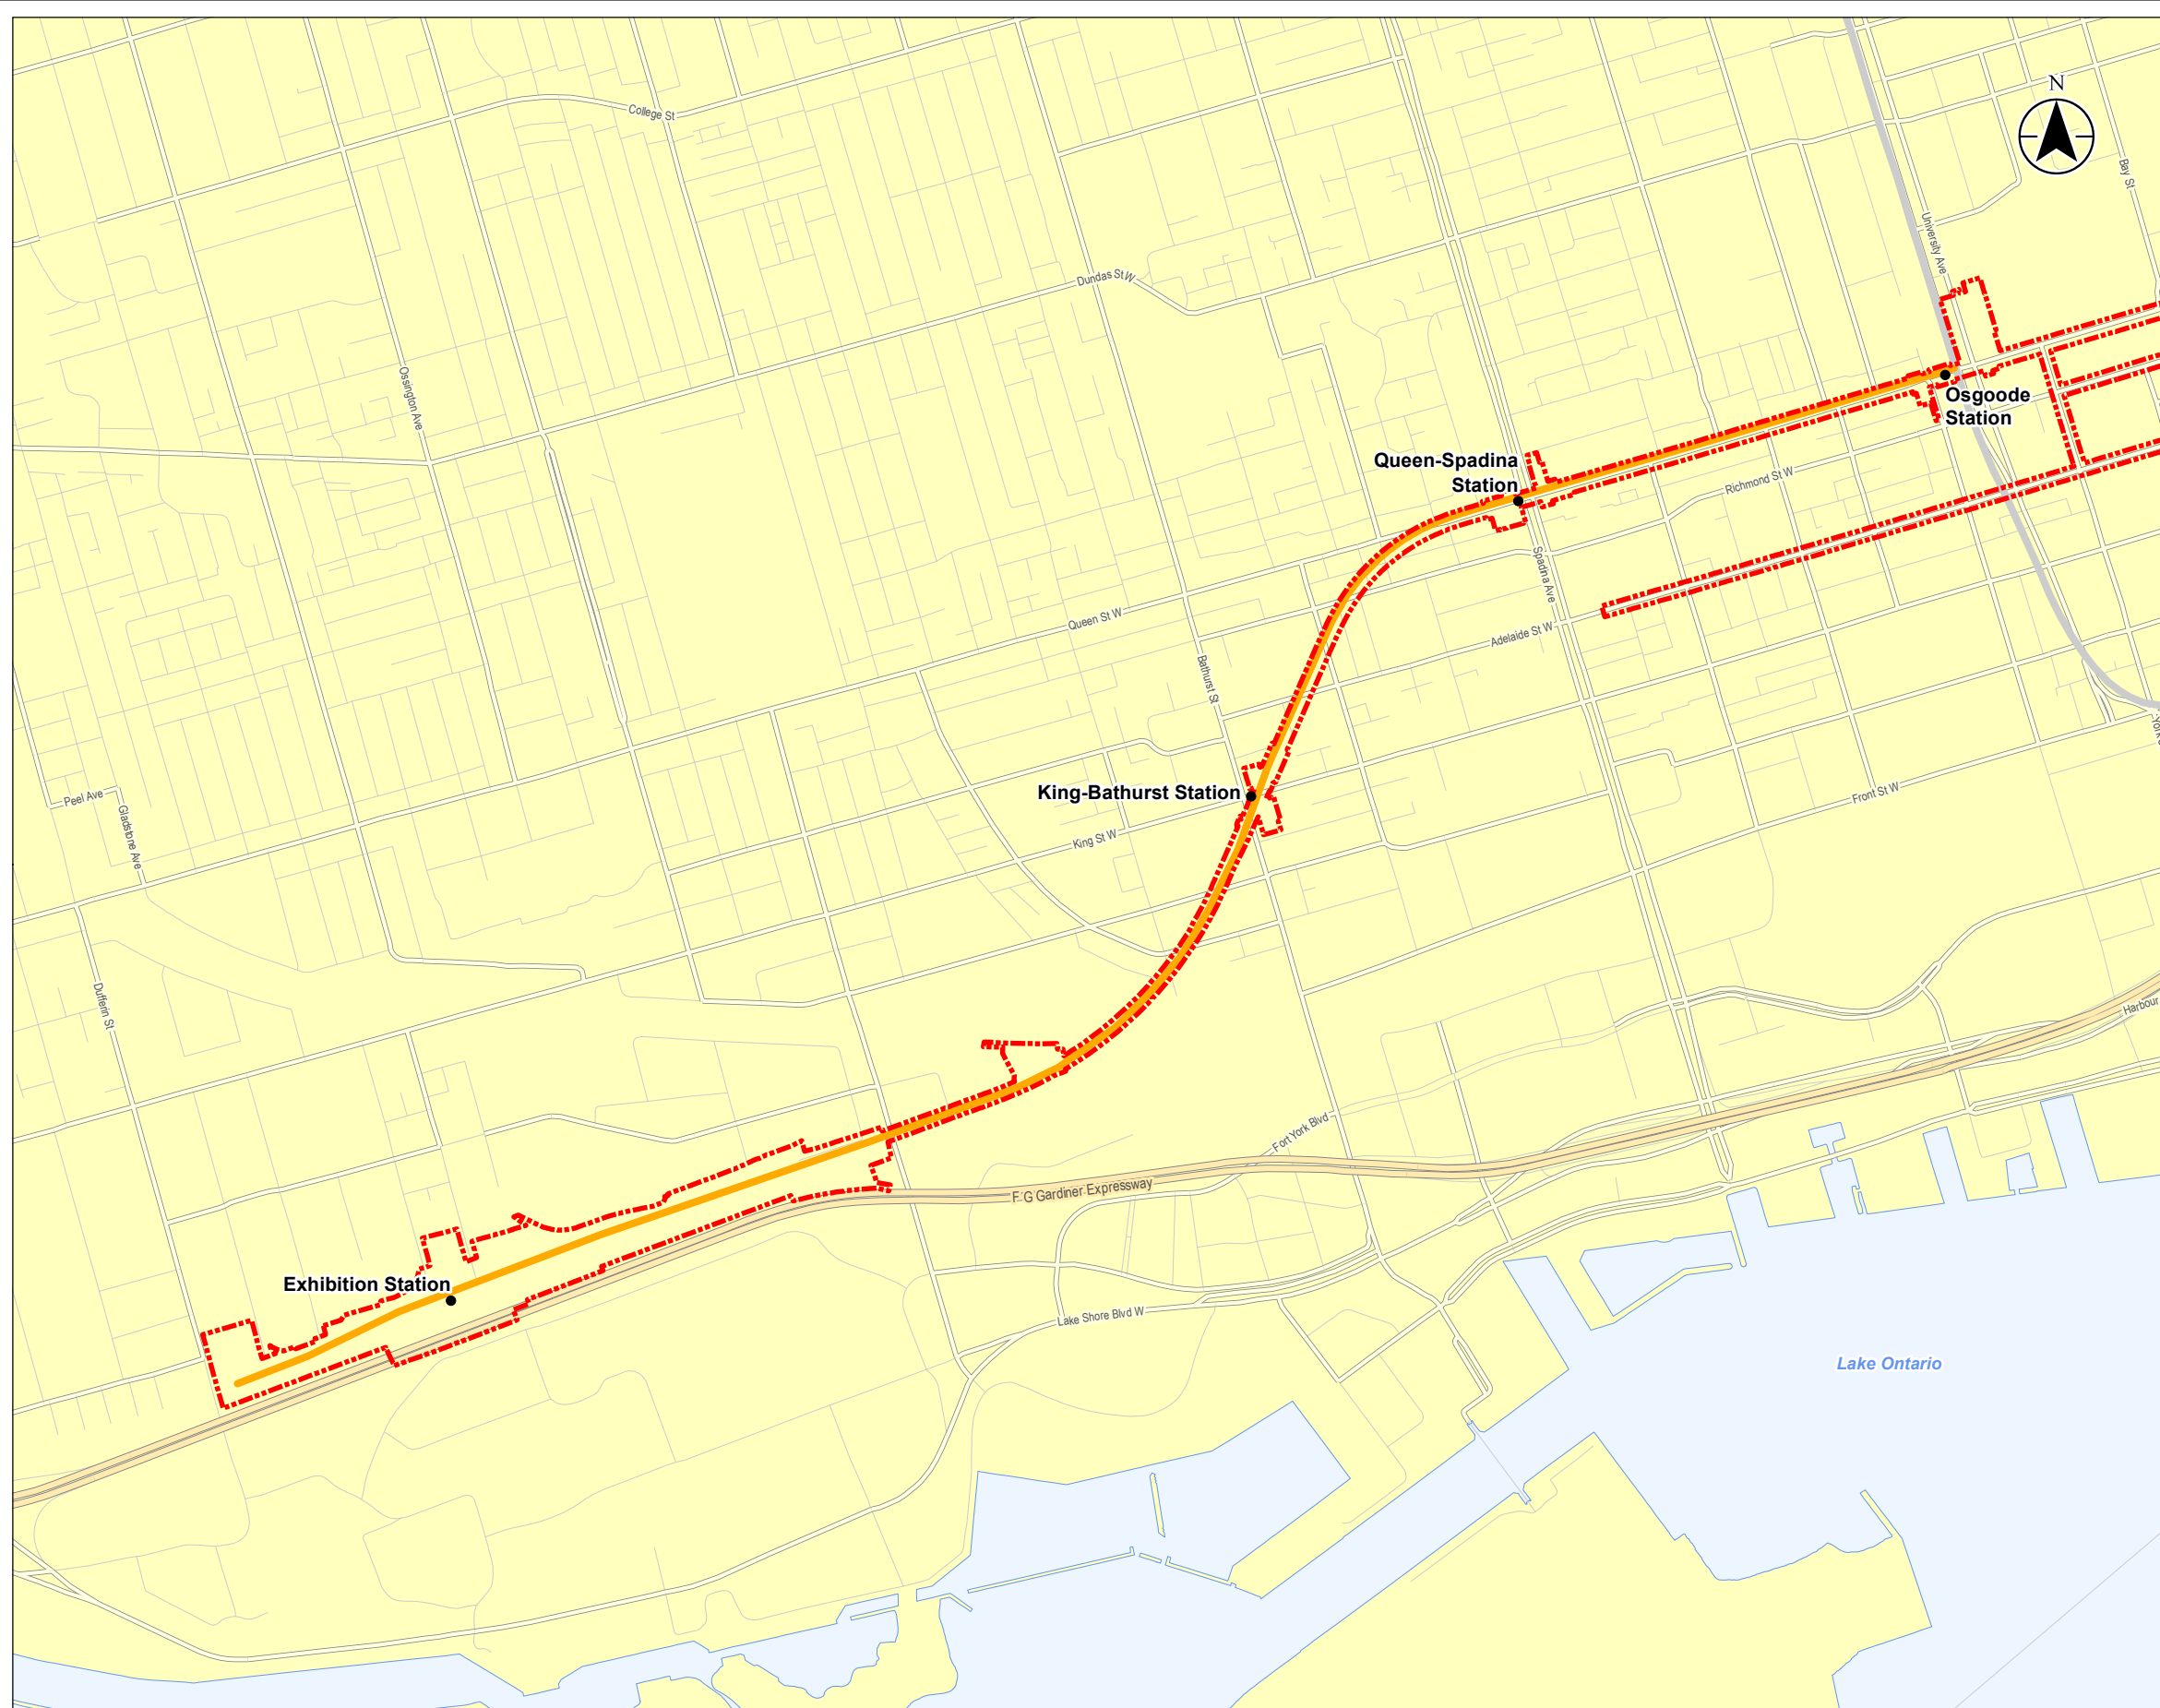 N
College St
Bay St
University Ave
Dundas St W
Ossington Ave
Osgoode
Station
Queen-Spadina
Station
Richmond St W
Spadina Ave
Queen St W
Adelaide St W
Bathurst St
King-Bathurst Station
Peel Ave
Gladstone Ave
King St W
Front St W
Dufferin St
Harbour
Fort York Blvd
F G Gardiner Expressway
Exhibition Station
Lake Shore Blvd W
Lake Ontario